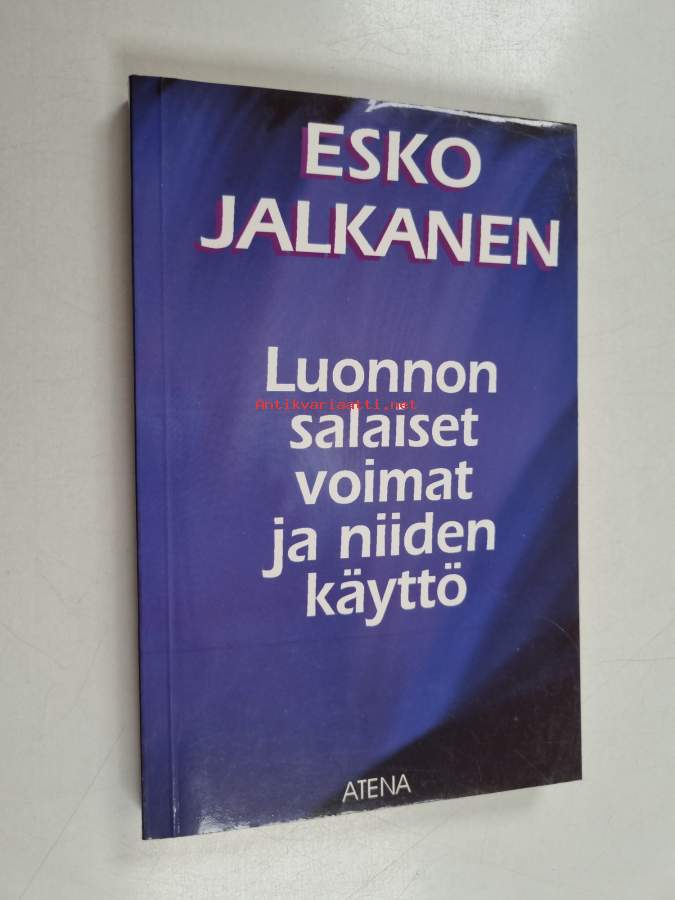 ESKO
JALKANEN
Luonnon
Antikvariaatti.net
salaiset
voimat
ja niiden
käyttö
ATENA